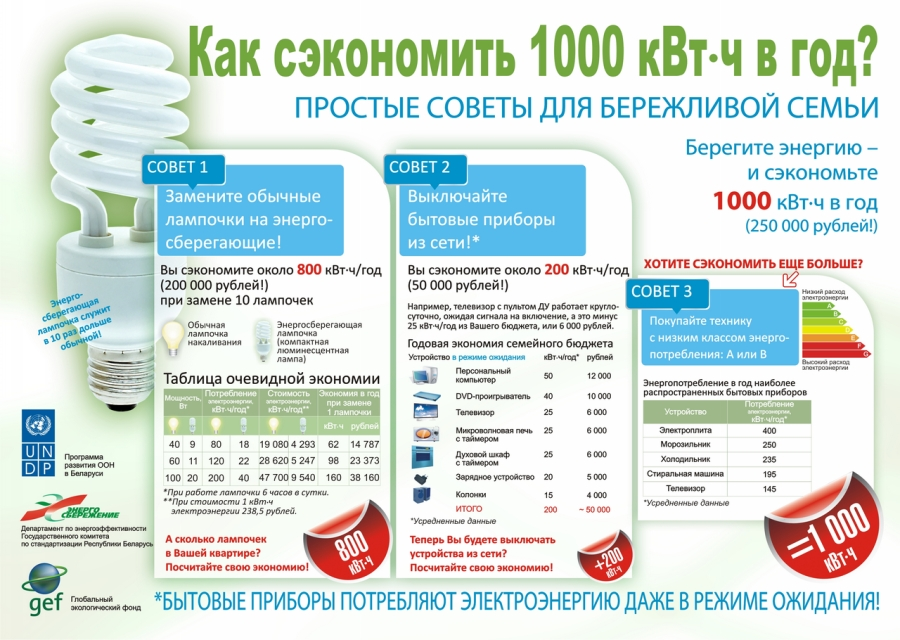 Как сэкономить 1000 кВт·ч в год?
ПРОСТЫЕ СОВЕТЫ ДЛЯ БЕРЕЖЛИВОЙ СЕМЬИ
Берегите энергию –
и сэкономьте
1000 кВт·ч в год
(250 000 рублей!)
Энерго-
сберегающая
лампочка служит
в 10 раз дольше
обычной!
СОВЕТ 1
Замените обычные
лампочки на энерго-
сберегающие!
Вы сэкономите около 800 кВт·ч/год
(200 000 рублей!)
при замене 10 лампочек
Обычная
лампочка
накаливания
Энергосберегающая
лампочка
(компактная
люминесцентная
лампа)
Таблица очевидной экономии
Мощность, Вт Потребление электроэнергии, кВт·ч/год* Стоимость электроэнергии, кВт·ч/год** Экономия в год при замене 1 лампочки
кВт·ч рублей
40 9 80 18 19 080 4 293 62 14 787
60 11 120 22 28 620 5 247 98 23 373
100 20 200 40 47 700 9 540 160 38 160
*При работе лампочки 6 часов в сутки.
**При стоимости 1 кВт·ч
электроэнергии 238,5 рублей.
А сколько лампочек
в Вашей квартире?
Посчитайте свою экономию!
800
кВт·ч
СОВЕТ 2
Выключайте
бытовые приборы
из сети!*
Вы сэкономите около 200 кВт·ч/год
(50 000 рублей!)
Например, телевизор с пультом ДУ работает кругло-
суточно, ожидая сигнала на включение, а это минус
25 кВт·ч/год из Вашего бюджета, или 6 000 рублей.
Годовая экономия семейного бюджета
Устройство в режиме ожидания кВт·ч/год* рублей
Персональный
компьютер 50 12 000
DVD-проигрыватель 40 10 000
Телевизор 25 6 000
Микроволновая печь
с таймером 25 6 000
Духовой шкаф
с таймером 25 6 000
Зарядное устройство 20 5 000
Колонки 15 4 000
ИТОГО 200 ~ 50 000
*Усредненные данные
Теперь Вы будете выключать
устройства из сети?
Посчитайте свою экономию!
+200
кВт·ч
ХОТИТЕ СЭКОНОМИТЬ ЕЩЕ БОЛЬШЕ?
СОВЕТ 3
Покупайте технику
с низким классом энерго-
потребления: А или В
Низкий расход
электроэнергии
A
B
C
D
E
F
G
Высокий расход
электроэнергии
Энергопотребление в год наиболее
распространенных бытовых приборов
Устройство Потребление электроэнергии, кВт·ч/год*
Электроплита 400
Морозильник 250
Холодильник 235
Стиральная машина 195
Телевизор 145
*Усредненные данные
=1 000
кВт·ч
U N
D P
Программа
развития ООН
в Беларуси
ЭНЕРГО
СБЕРЕЖЕНИЕ
Департамент по энергоэффективности
Государственного комитета
по стандартизации Республики Беларусь
gef
Глобальный
экологический фонд
*БЫТОВЫЕ ПРИБОРЫ ПОТРЕБЛЯЮТ ЭЛЕКТРОЭНЕРГИЮ ДАЖЕ В РЕЖИМЕ ОЖИДАНИЯ!